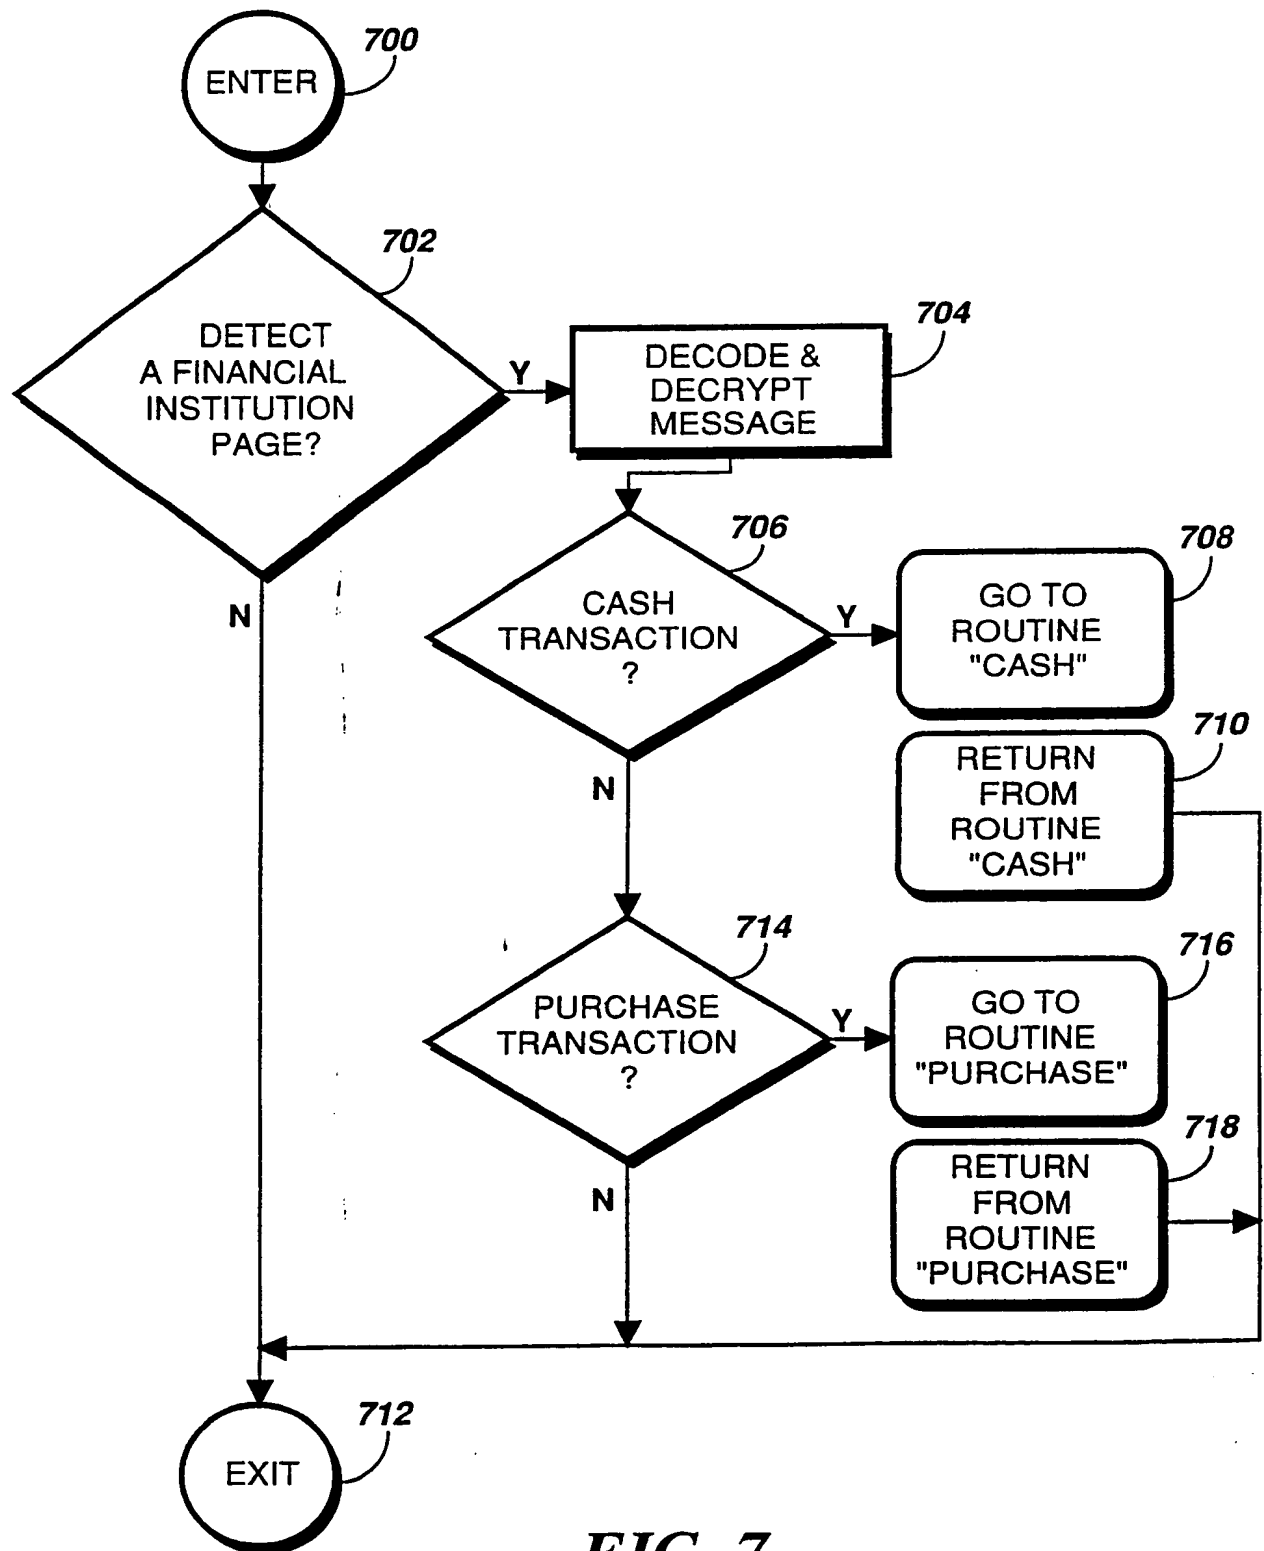 700
ENTER
702
DETECT
A FINANCIAL
INSTITUTION
PAGE?
Y
N
704
DECODE &
DECRYPT
MESSAGE
706
CASH
TRANSACTION
?
Y
N
708
GO TO
ROUTINE
"CASH"
710
RETURN
FROM
ROUTINE
"CASH"
714
PURCHASE
TRANSACTION
?
Y
N
716
GO TO
ROUTINE
"PURCHASE"
718
RETURN
FROM
ROUTINE
"PURCHASE"
712
EXIT
FIG. 7